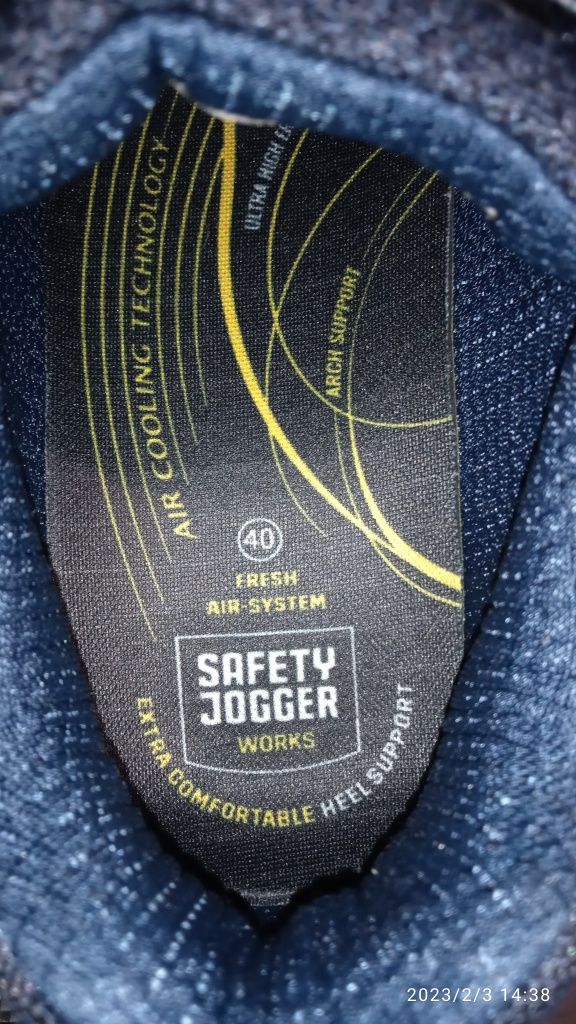 AIR COOLING TECHNOLOGY
ULTRA HIGH
ARCH SUPPORT
40
FRESH
AIR-SYSTEM
SAFETY
JOGGER
WORKS
EXTRA COMFORTABLE HEEL SUPPORT
2023/2/3 14:38